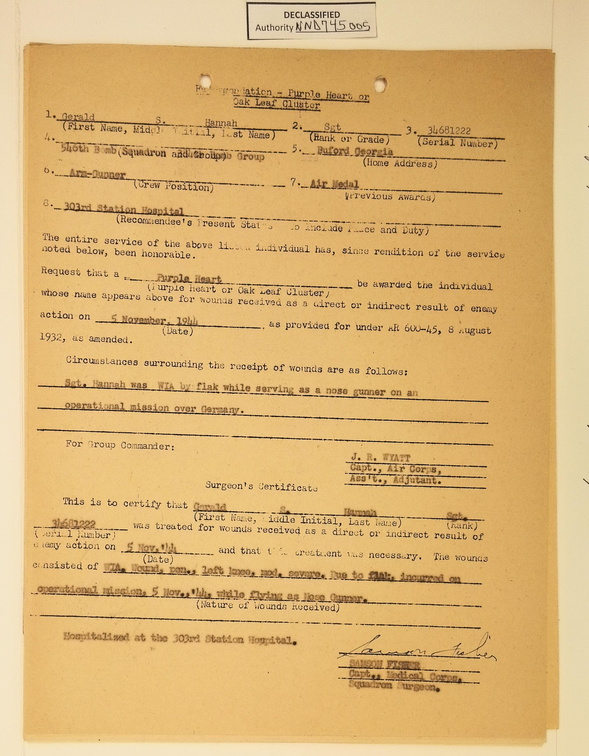 DECLASSIFIED
Authority NND745005
Recommendation - Purple Heart or
Oak Leaf Cluster
1. Gerald S. Hannah 2. Sgt 3. 34681222
(First Name, Middle Initial, Last Name) (Rank or Grade) (Serial Number)
4. (Squadron and Group) Group 5. Buford Georgia
(Home Address)
6. Arm-Gunner 7. Air Medal
(Crew Position) (Previous Awards)
8. 303rd Station Hospital
(Recommendee's Present Status to Include Place and Duty)
The entire service of the above listed individual has, since rendition of the service
noted below, been honorable.
Request that a Purple Heart be awarded the individual
(Purple Heart or Oak Leaf Cluster)
whose name appears above for wounds received as a direct or indirect result of enemy
action on 5 November, 1944 as provided for under AR 600-45, 8 August
(Date)
1932, as amended.
Circumstances surrounding the receipt of wounds are as follows:
Sgt. Hannah was WIA by flak while serving as a nose gunner on an
operational mission over Germany.
For Group Commander:
J. R. WYATT
Capt., Air Corps,
Ass't., Adjutant.
Surgeon's Certificate
This is to certify that Gerald S. Hannah Sgt.
(First Name, Middle Initial, Last Name) (Rank)
34681222 was treated for wounds received as a direct or indirect result of
(Serial Number)
enemy action on 5 Nov.'44 and that the treatment was necessary. The wounds
(Date)
consisted of WIA. Wound, pen., left knee, mod. severe. Due to flak, incurred on
operational mission, 5 Nov.,'44, while flying as Nose Gunner.
(Nature of Wounds Received)
Hospitalized at the 303rd Station Hospital.
Samson Fisher
SAMSON FISHER
Capt., Medical Corps,
Squadron Surgeon.